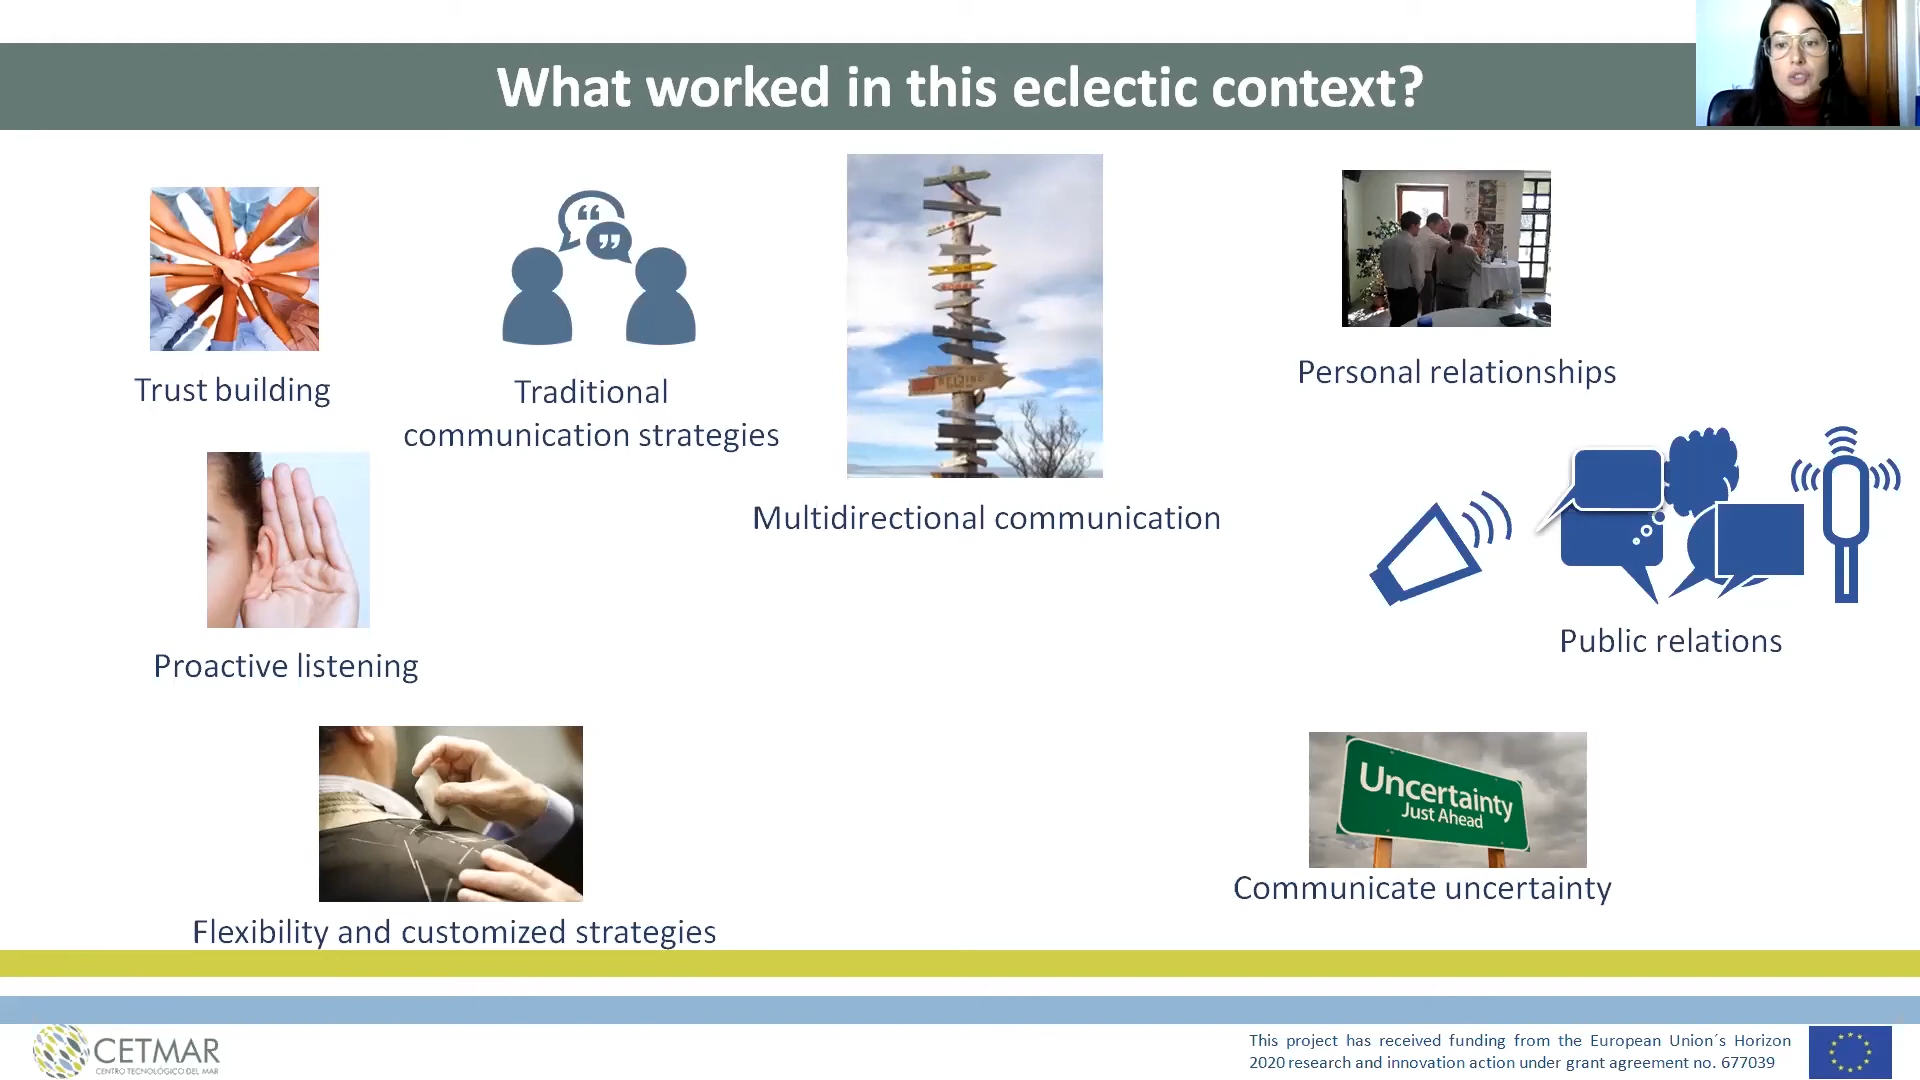 What worked in this eclectic context?
Trust building
Traditional
communication strategies
BEIJING
Multidirectional communication
Personal relationships
Proactive listening
Public relations
Flexibility and customized strategies
Uncertainty
Just Ahead
Communicate uncertainty
CETMAR
CENTRO TECNOLÓGICO DEL MAR
This project has received funding from the European Union´s Horizon
2020 research and innovation action under grant agreement no. 677039